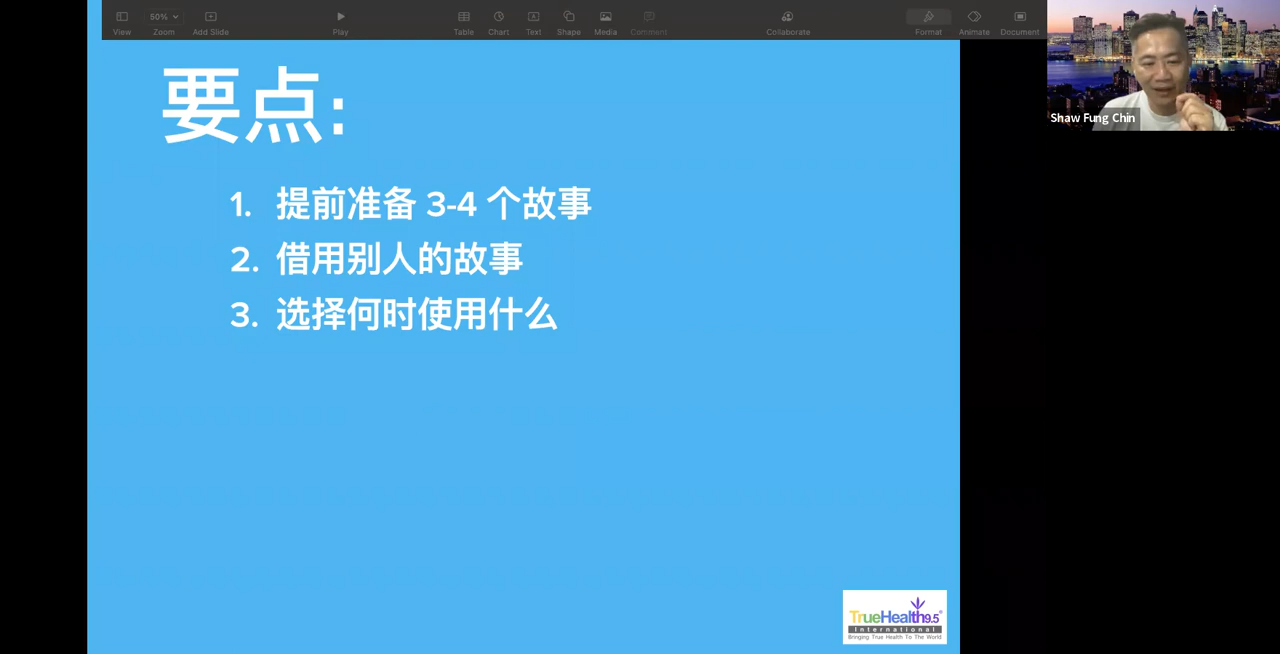 50%
View
Zoom
Add Slide
Play
Table
Chart
Text
Shape
Media
Comment
Collaborate
Format
Animate
Document
Shaw Fung Chin
要点:
1. 提前准备 3-4 个故事
2. 借用别人的故事
3. 选择何时使用什么
TrueHealth9.5®
International
Bringing True Health To The World